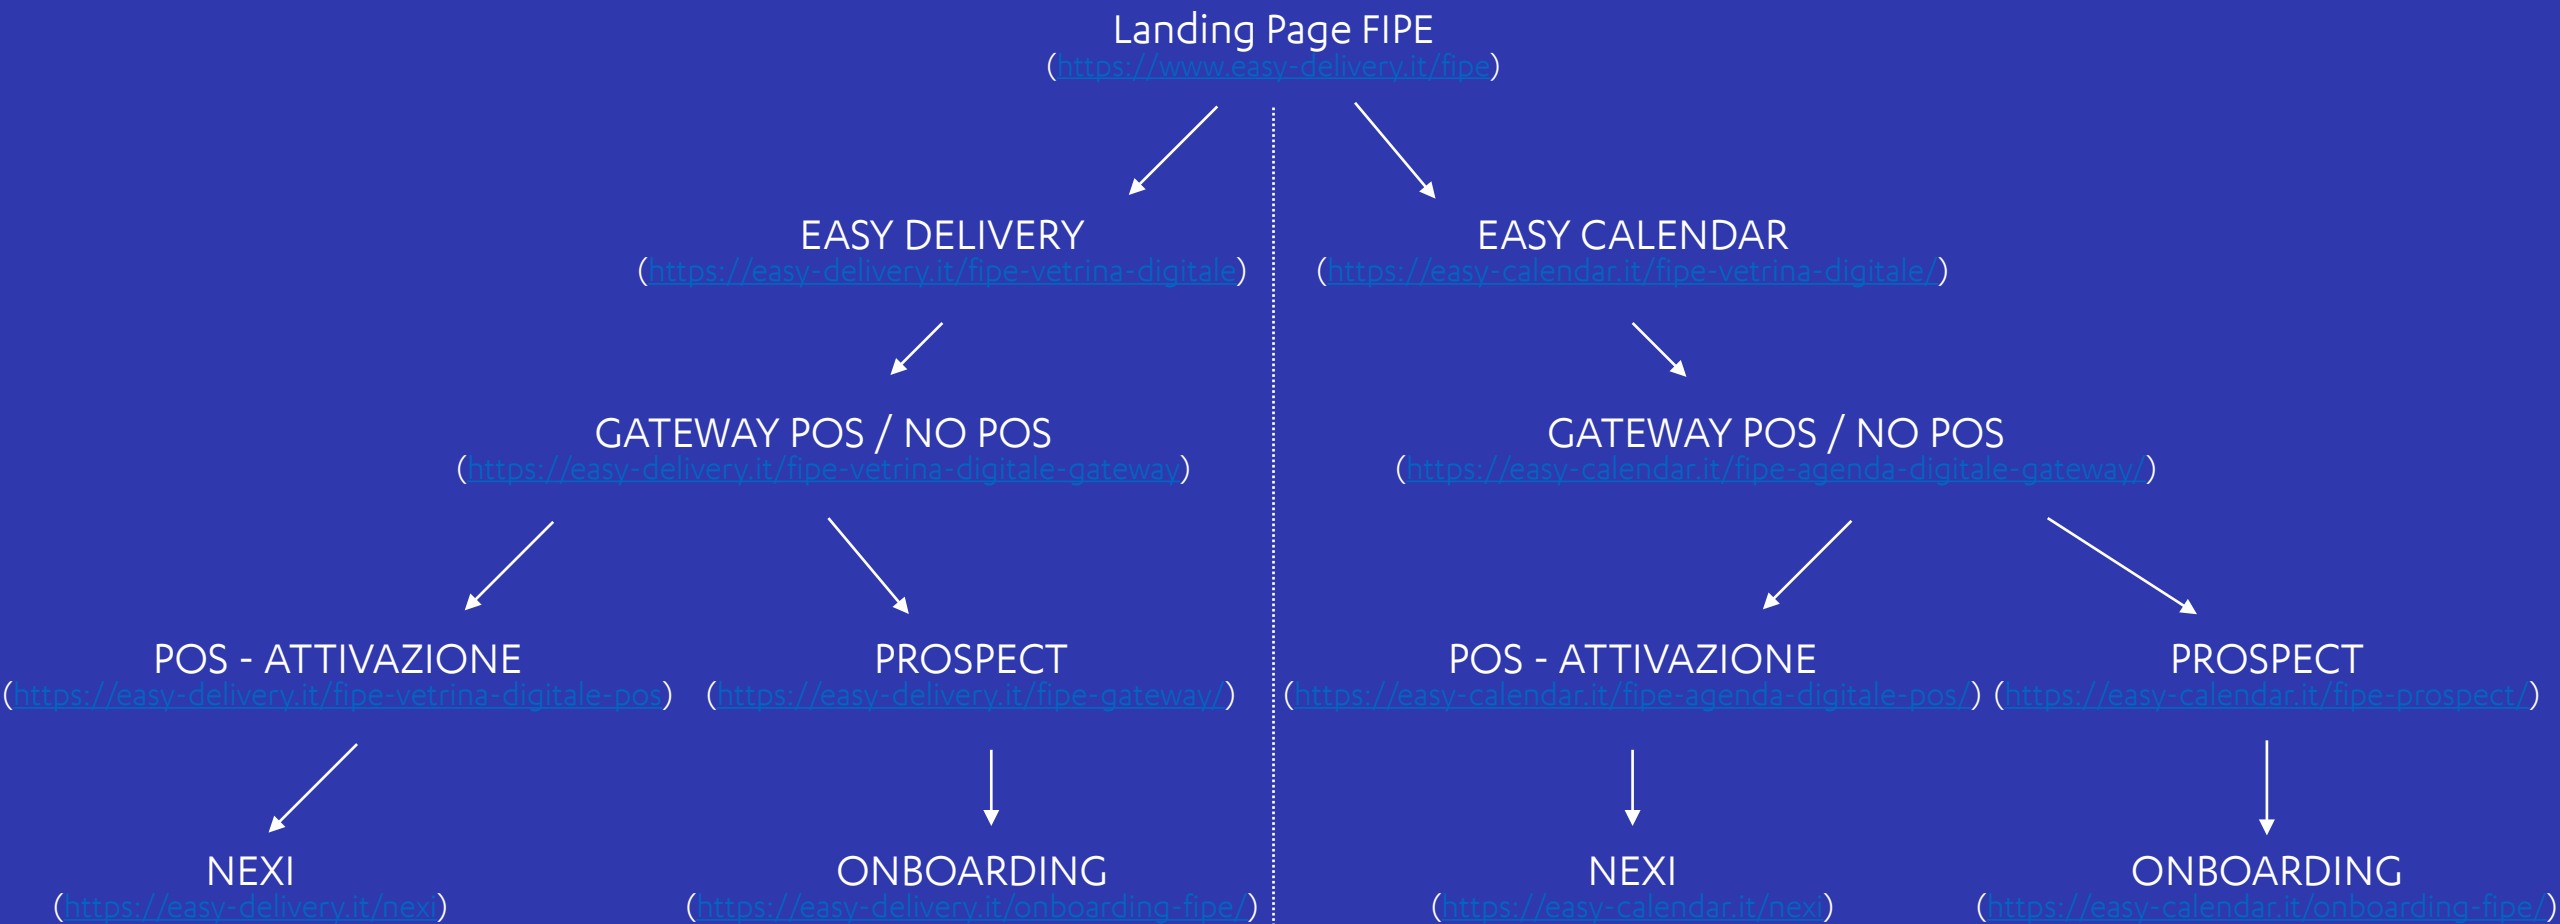 Landing Page FIPE
(https://www.easy-delivery.it/fipe)
EASY DELIVERY
(https://easy-delivery.it/fipe-vetrina-digitale)
EASY CALENDAR
(https://easy-calendar.it/fipe-vetrina-digitale/)
GATEWAY POS / NO POS
(https://easy-delivery.it/fipe-vetrina-digitale-gateway)
GATEWAY POS / NO POS
(https://easy-calendar.it/fipe-agenda-digitale-gateway/)
POS - ATTIVAZIONE
(https://easy-delivery.it/fipe-vetrina-digitale-pos)
PROSPECT
(https://easy-delivery.it/fipe-gateway/)
POS - ATTIVAZIONE
(https://easy-calendar.it/fipe-agenda-digitale-pos/)
PROSPECT
(https://easy-calendar.it/fipe-prospect/)
NEXI
(https://easy-delivery.it/nexi)
ONBOARDING
(https://easy-delivery.it/onboarding-fipe/)
NEXI
(https://easy-calendar.it/nexi)
ONBOARDING
(https://easy-calendar.it/onboarding-fipe/)